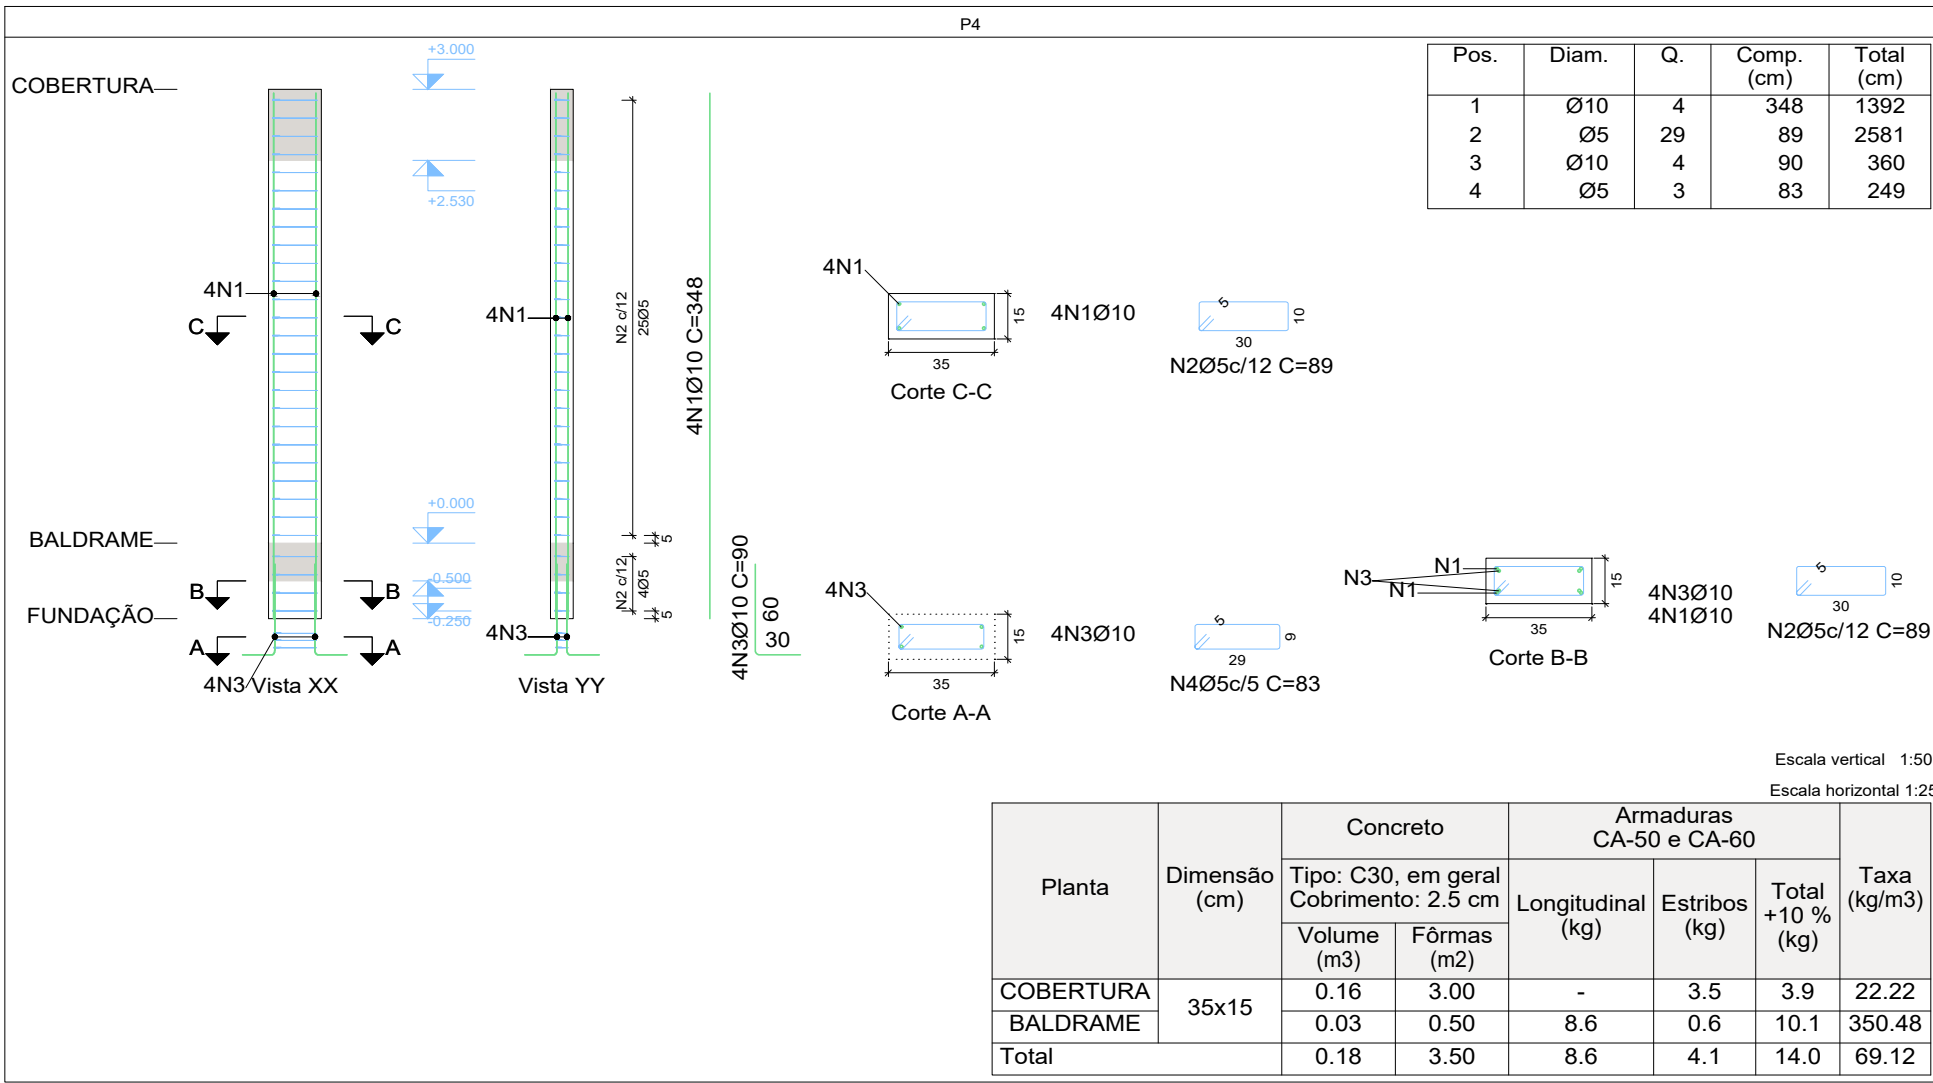 P4
Pos. Diam. Q. Comp. (cm) Total (cm)
1 Ø10 4 348 1392
2 Ø5 29 89 2581
3 Ø10 4 90 360
4 Ø5 3 83 249
COBERTURA
+3.000
+2.530
4N1
C C
+0.000
BALDRAME
-0.500
B B
FUNDAÇÃO
-0.250
A A
4N3
Vista XX
4N1
4N3
Vista YY
N2 c/12
25Ø5
5
N2 c/12
4Ø5
5
4N1Ø10 C=348
4N3Ø10 C=90
60
30
4N1
15
35
4N1Ø10
Corte C-C
5
10
30
N2Ø5c/12 C=89
4N3
15
35
4N3Ø10
Corte A-A
5
9
29
N4Ø5c/5 C=83
N3
N1
N1
15
35
4N3Ø10
4N1Ø10
Corte B-B
5
10
30
N2Ø5c/12 C=89
Escala vertical 1:50
Escala horizontal 1:25
Planta
Dimensão
(cm)
Concreto
Tipo: C30, em geral
Cobrimento: 2.5 cm
Volume
(m3)
Fôrmas
(m2)
Armaduras
CA-50 e CA-60
Longitudinal
(kg)
Estribos
(kg)
Total
+10 %
(kg)
Taxa
(kg/m3)
COBERTURA 35x15 0.16 3.00 - 3.5 3.9 22.22
BALDRAME 0.03 0.50 8.6 0.6 10.1 350.48
Total 0.18 3.50 8.6 4.1 14.0 69.12